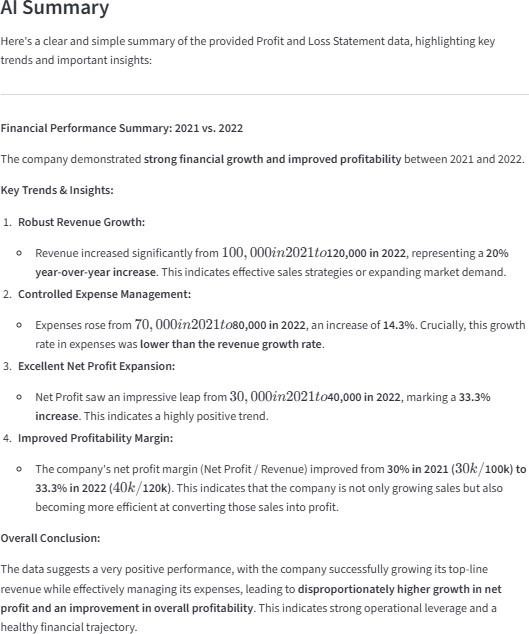 AI Summary
Here's a clear and simple summary of the provided Profit and Loss Statement data, highlighting key
trends and important insights:
Financial Performance Summary: 2021 vs. 2022
The company demonstrated strong financial growth and improved profitability between 2021 and 2022.
Key Trends & Insights:
1. Robust Revenue Growth:
Revenue increased significantly from 100,000in2021to120,000 in 2022, representing a 20%
year-over-year increase. This indicates effective sales strategies or expanding market demand.
2. Controlled Expense Management:
Expenses rose from 70,000in2021to80,000 in 2022, an increase of 14.3%. Crucially, this growth
rate in expenses was lower than the revenue growth rate.
3. Excellent Net Profit Expansion:
Net Profit saw an impressive leap from 30,000in2021to40,000 in 2022, marking a 33.3%
increase. This indicates a highly positive trend.
4. Improved Profitability Margin:
The company's net profit margin (Net Profit / Revenue) improved from 30% in 2021 (30k/100k) to
33.3% in 2022 (40k/120k). This indicates that the company is not only growing sales but also
becoming more efficient at converting those sales into profit.
Overall Conclusion:
The data suggests a very positive performance, with the company successfully growing its top-line
revenue while effectively managing its expenses, leading to disproportionately higher growth in net
profit and an improvement in overall profitability. This indicates strong operational leverage and a
healthy financial trajectory.